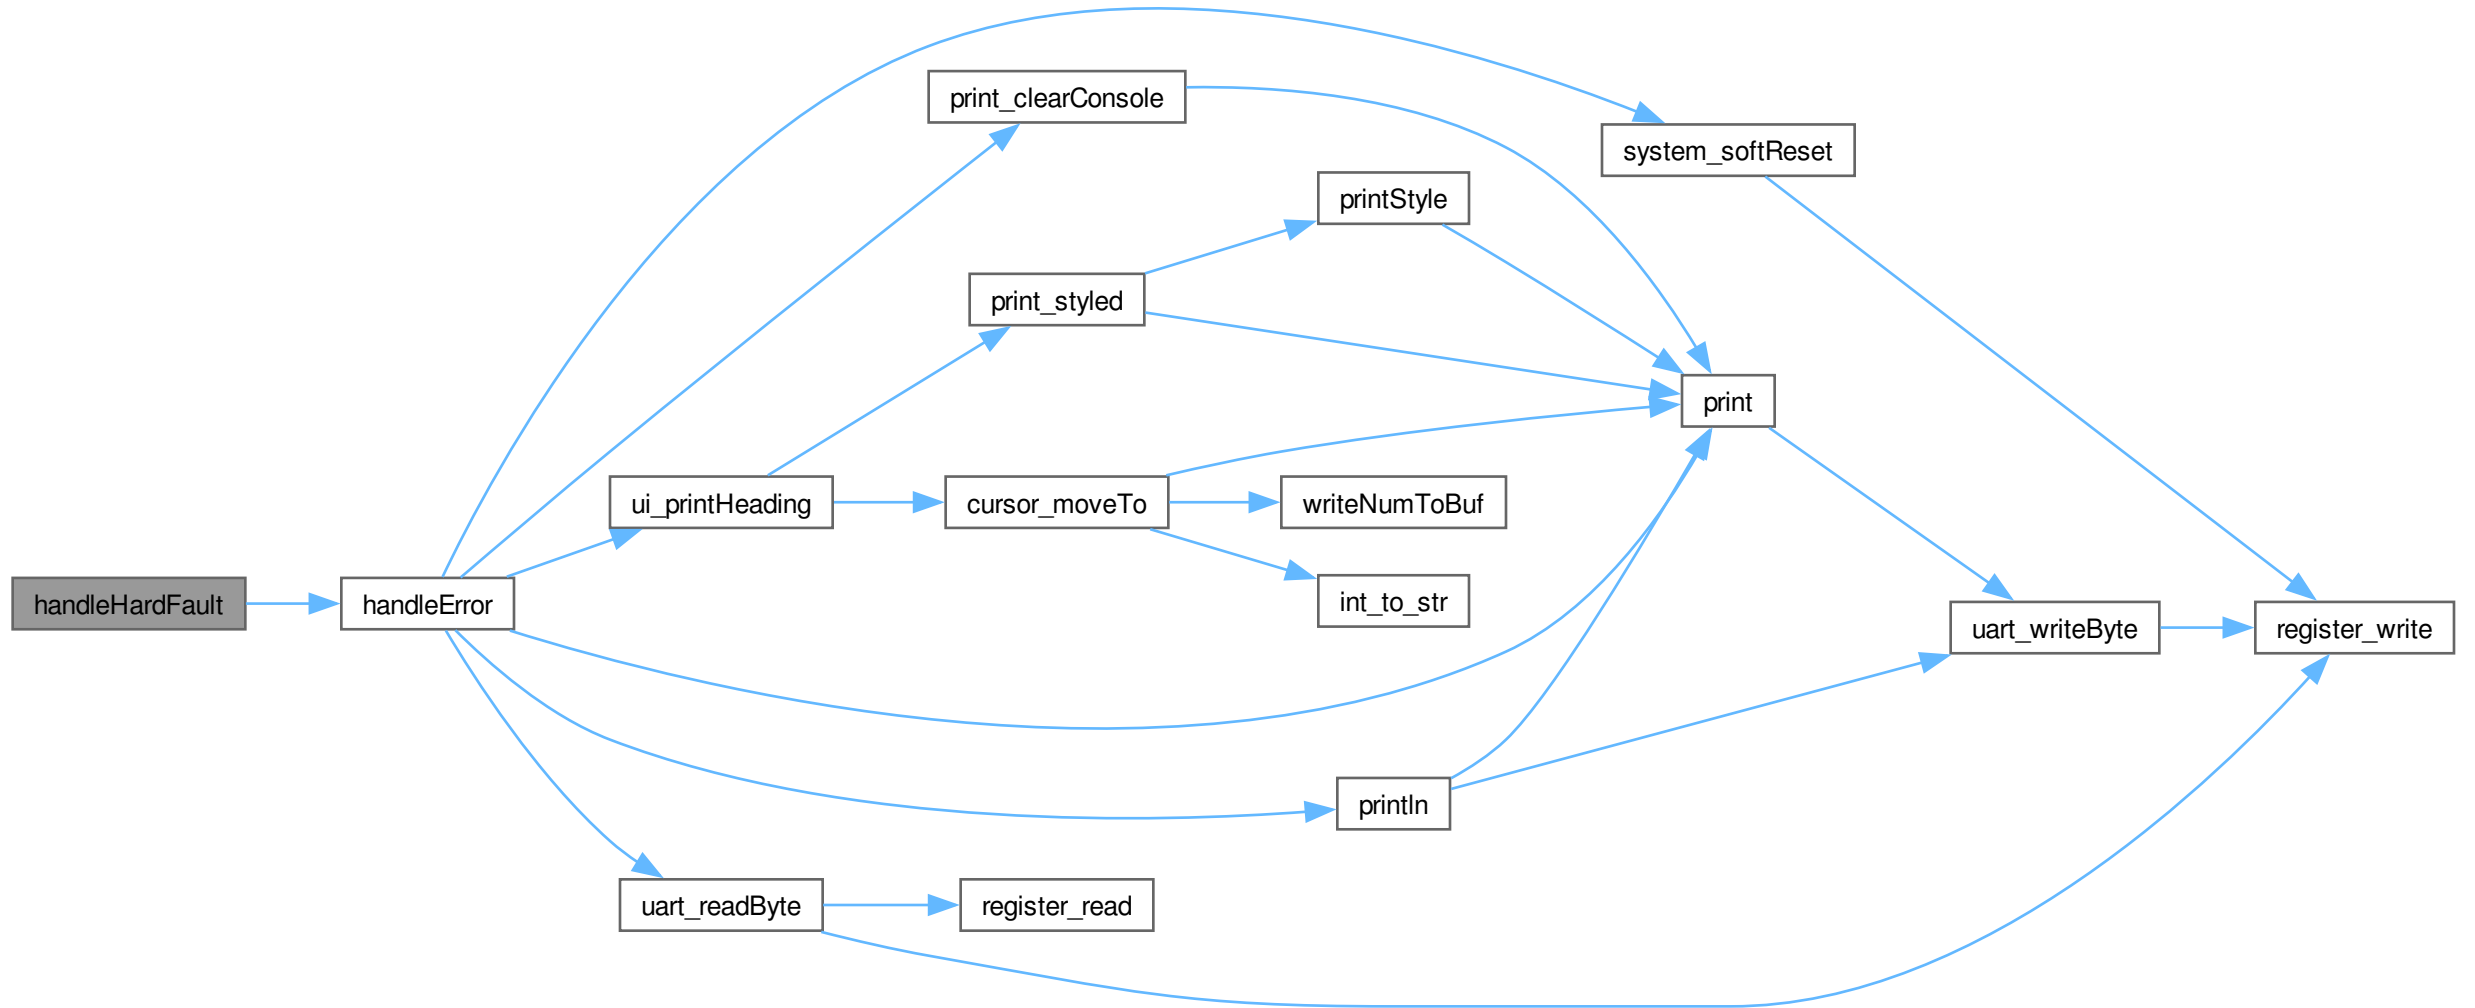 print_clearConsole
system_softReset
printStyle
print_styled
print
ui_printHeading
cursor_moveTo
writeNumToBuf
handleHardFault
handleError
int_to_str
uart_writeByte
register_write
println
uart_readByte
register_read